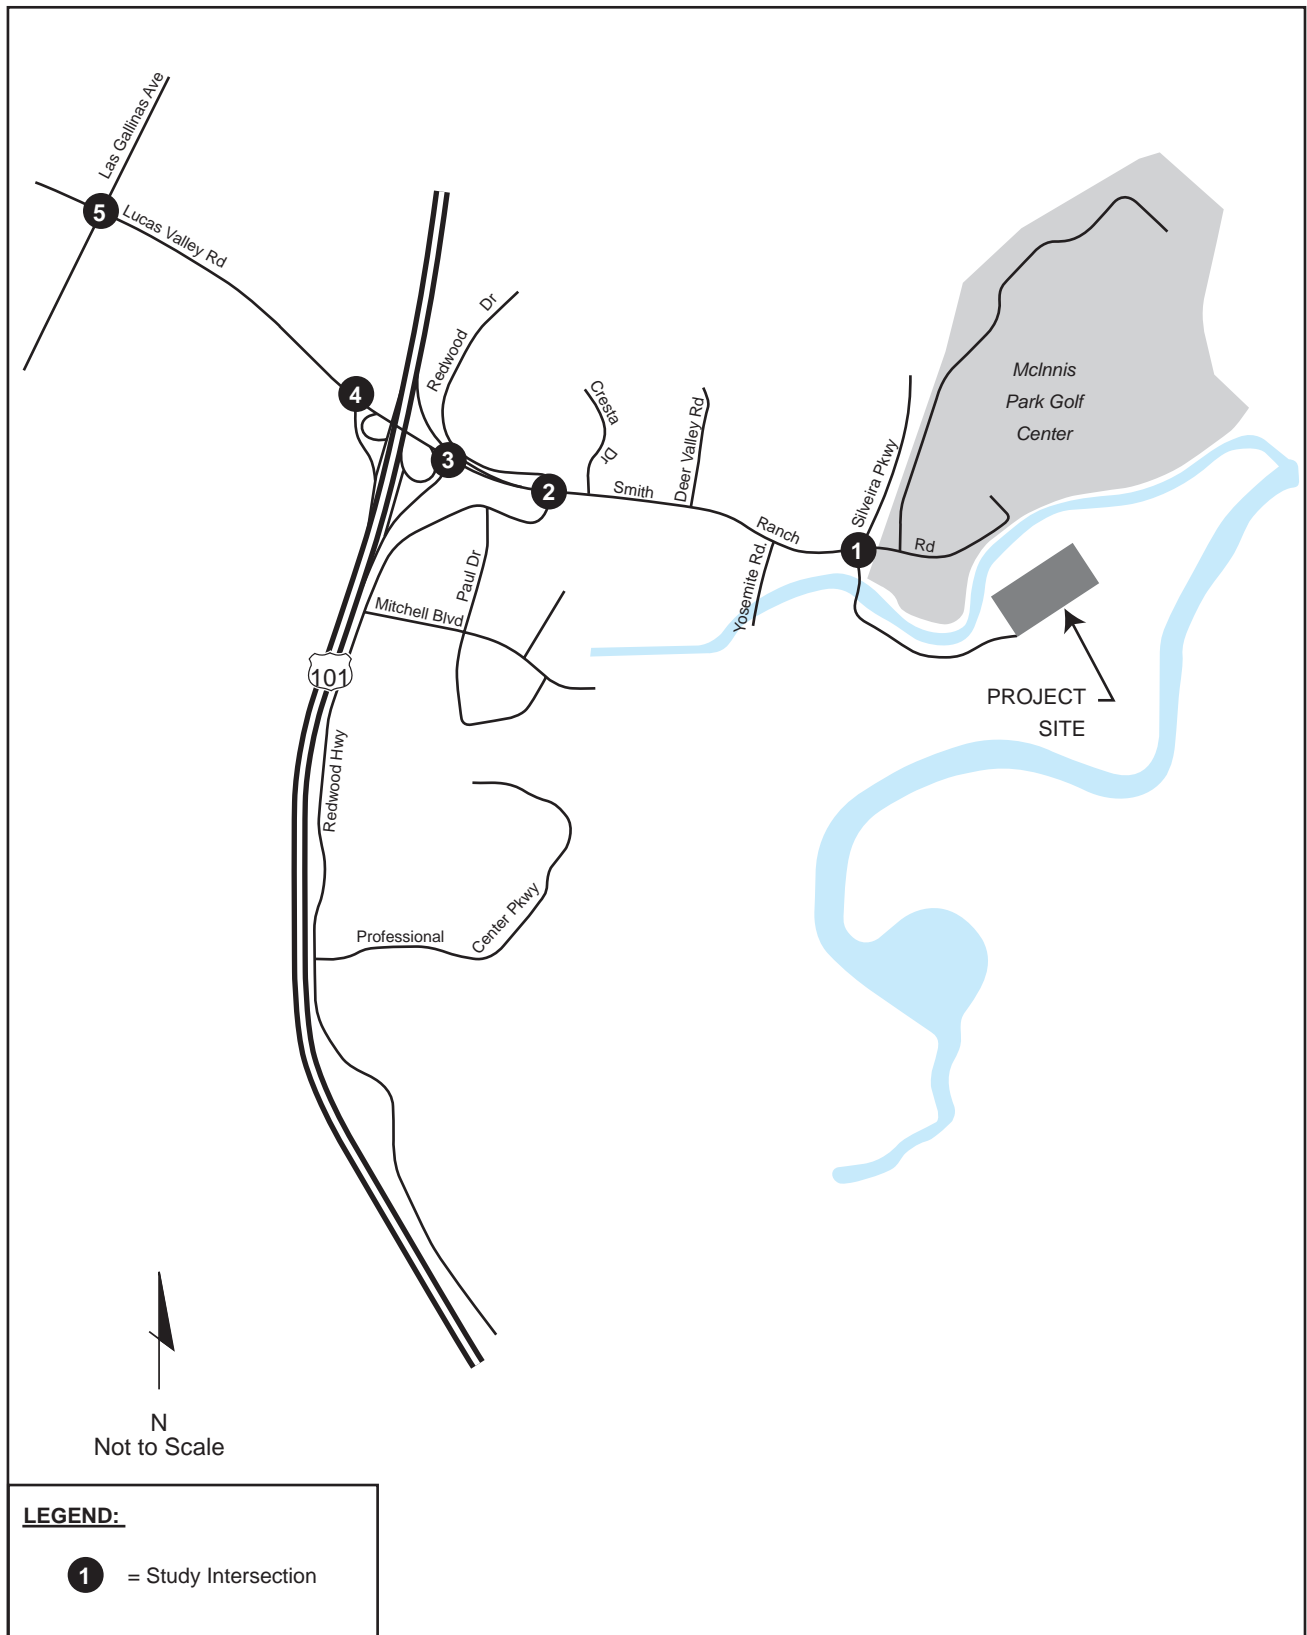 Las Gallinas Ave
5
Lucas Valley Rd
Redwood Dr
4
3
2
Cresta Dr
Deer Valley Rd
Smith Ranch Rd
Silveira Pkwy
1
McInnis
Park Golf
Center
Yosemite Rd.
Paul Dr
Mitchell Blvd
101
PROJECT
SITE
Redwood Hwy
Professional Center Pkwy
N
Not to Scale
LEGEND:
1 = Study Intersection